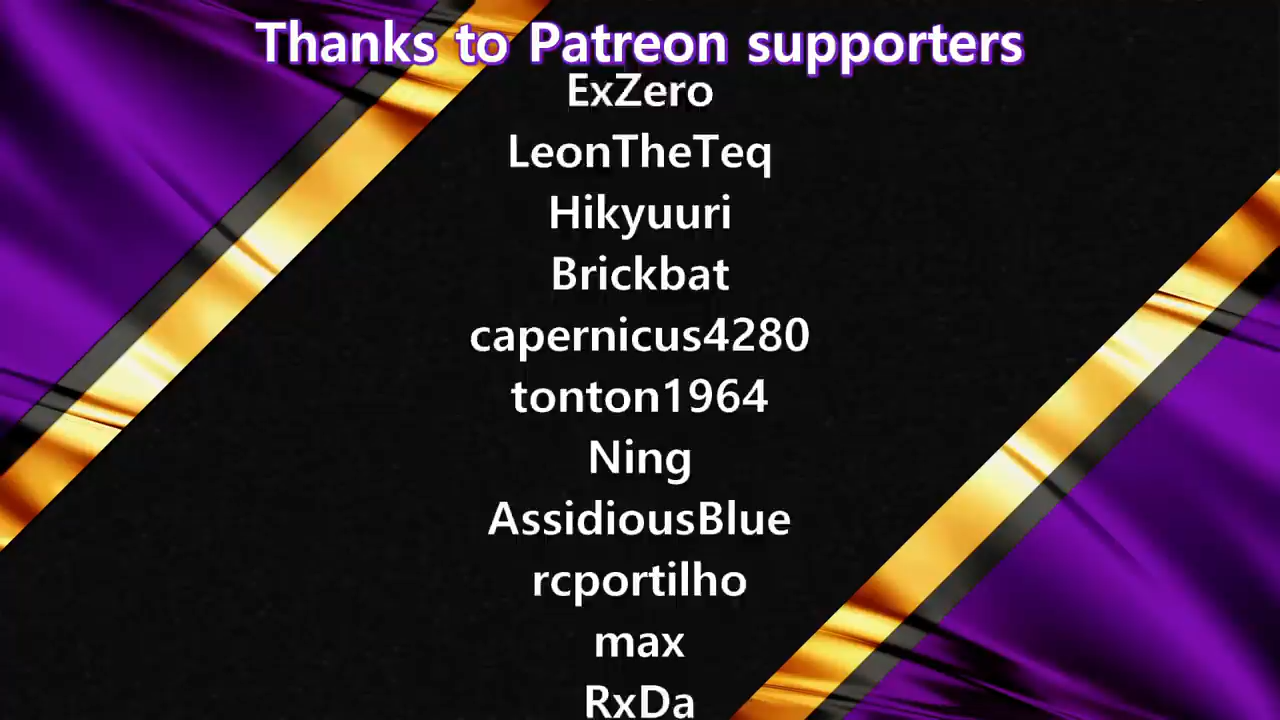 Thanks to Patreon supporters
ExZero
LeonTheTeq
Hikyuuri
Brickbat
capernicus4280
tonton1964
Ning
AssidiousBlue
rcportilho
max
RxDa